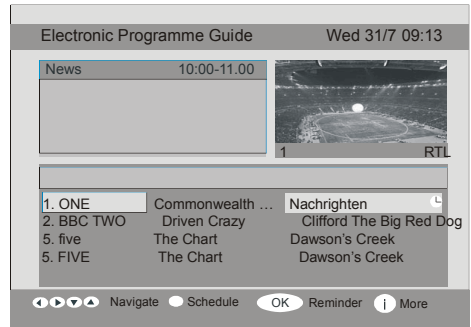 Electronic Programme Guide Wed 31/7 09:13
News 10:00-11.00
1 RTL
1. ONE Commonwealth … Nachrighten
2. BBC TWO Driven Crazy Clifford The Big Red Dog
5. five The Chart Dawson's Creek
5. FIVE The Chart Dawson's Creek
Navigate Schedule OK Reminder i More